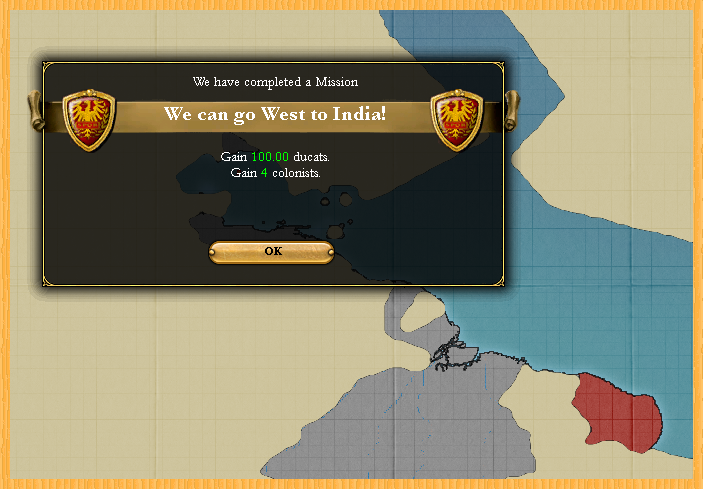 We have completed a Mission
We can go West to India!
Gain 100.00 ducats.
Gain 4 colonists.
OK